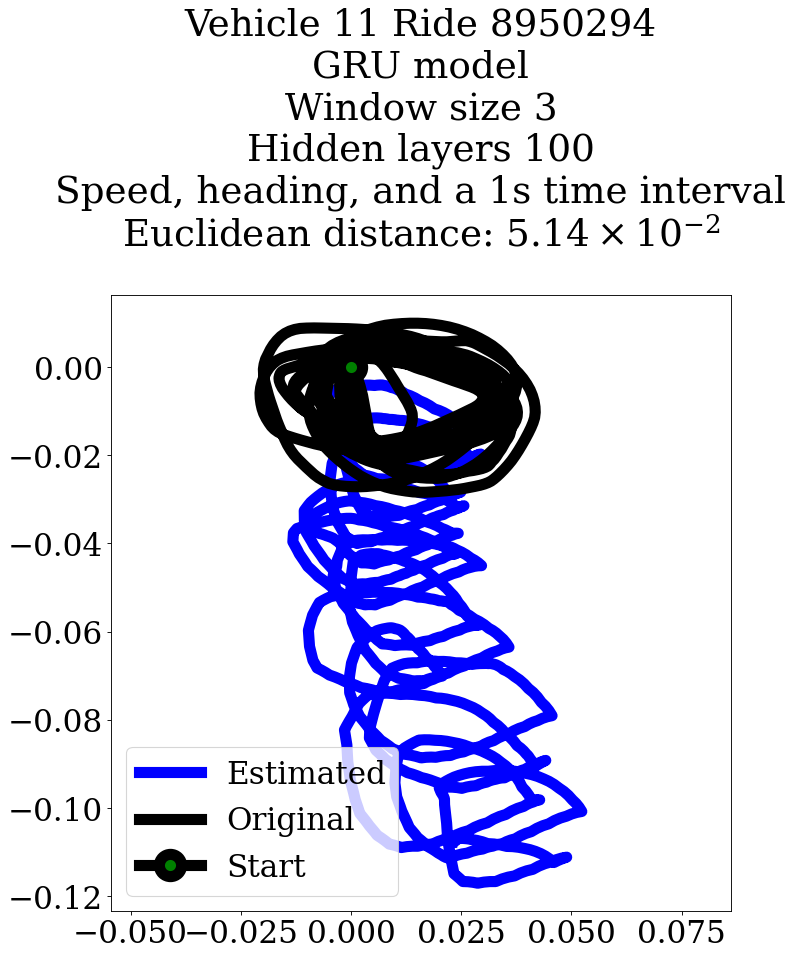 Vehicle 11 Ride 8950294
GRU model
Window size 3
Hidden layers 100
Speed, heading, and a 1s time interval
Euclidean distance: 5.14 × 10⁻²
0.00
−0.02
−0.04
−0.06
−0.08
−0.10
−0.12
Estimated
Original
Start
−0.050 −0.025 0.000 0.025 0.050 0.075